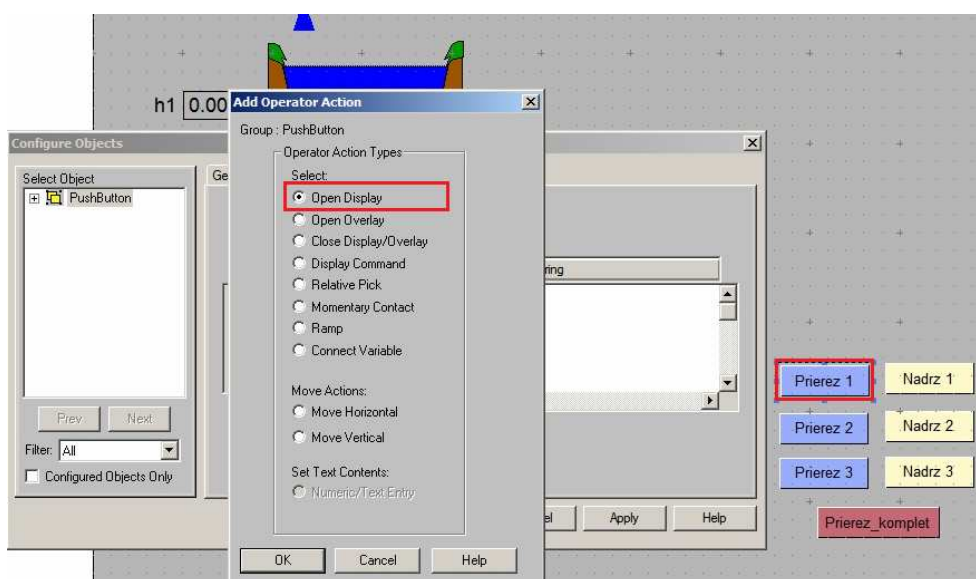 h1 0.00
Configure Objects
Select Object
PushButton
Prev Next
Filter: All
Configured Objects Only
Ge
Add Operator Action
Group : PushButton
Operator Action Types
Select:
Open Display
Open Overlay
Close Display/Overlay
Display Command
Relative Pick
Momentary Contact
Ramp
Connect Variable
Move Actions:
Move Horizontal
Move Vertical
Set Text Contents:
Numeric/Text Entry
OK Cancel Help
ring
el Apply Help
Prierez 1 Nadrz 1
Prierez 2 Nadrz 2
Prierez 3 Nadrz 3
Prierez_komplet